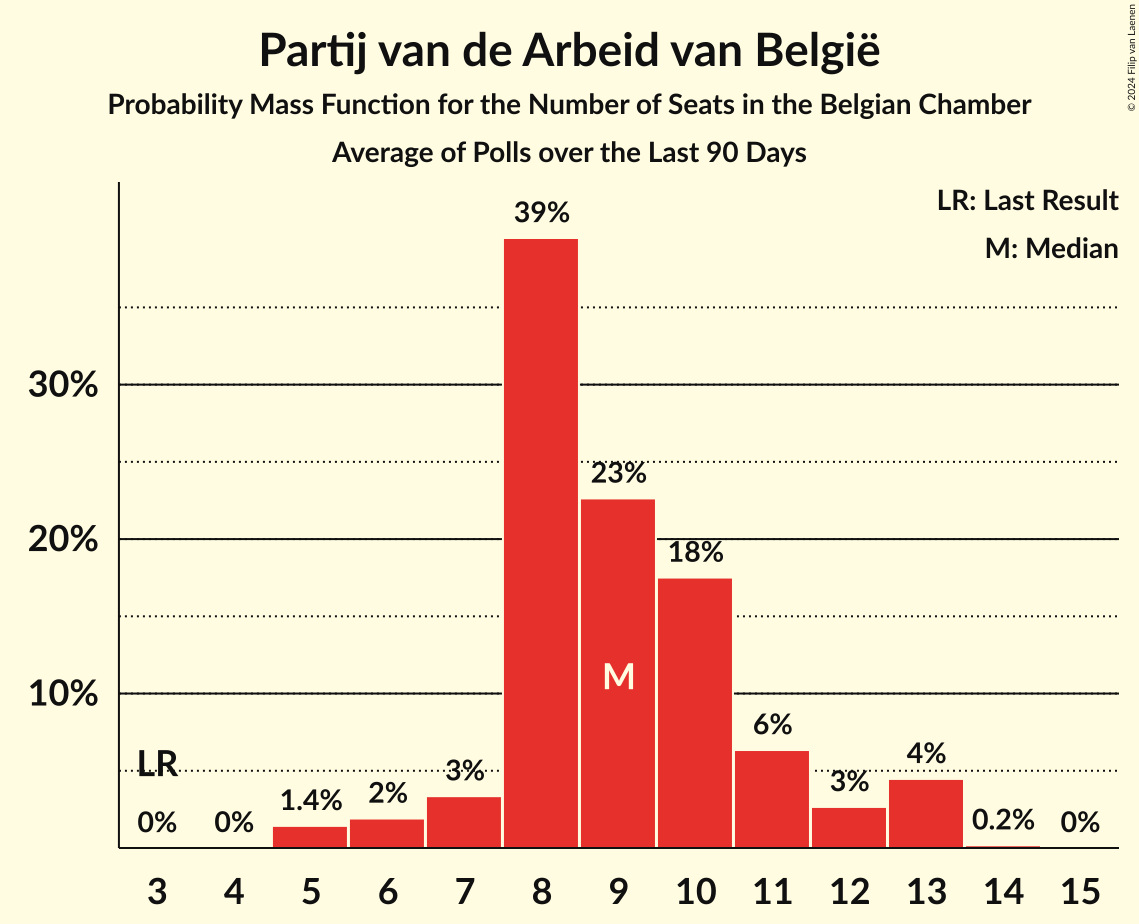 Partij van de Arbeid van België
Probability Mass Function for the Number of Seats in the Belgian Chamber
Average of Polls over the Last 90 Days
© 2024 Filip van Laenen
LR: Last Result
M: Median
39%
30%
23%
20%
18%
M
10%
6%
LR
4%
3%
3%
2%
1.4%
0%
0%
0.2%
0%
3 4 5 6 7 8 9 10 11 12 13 14 15